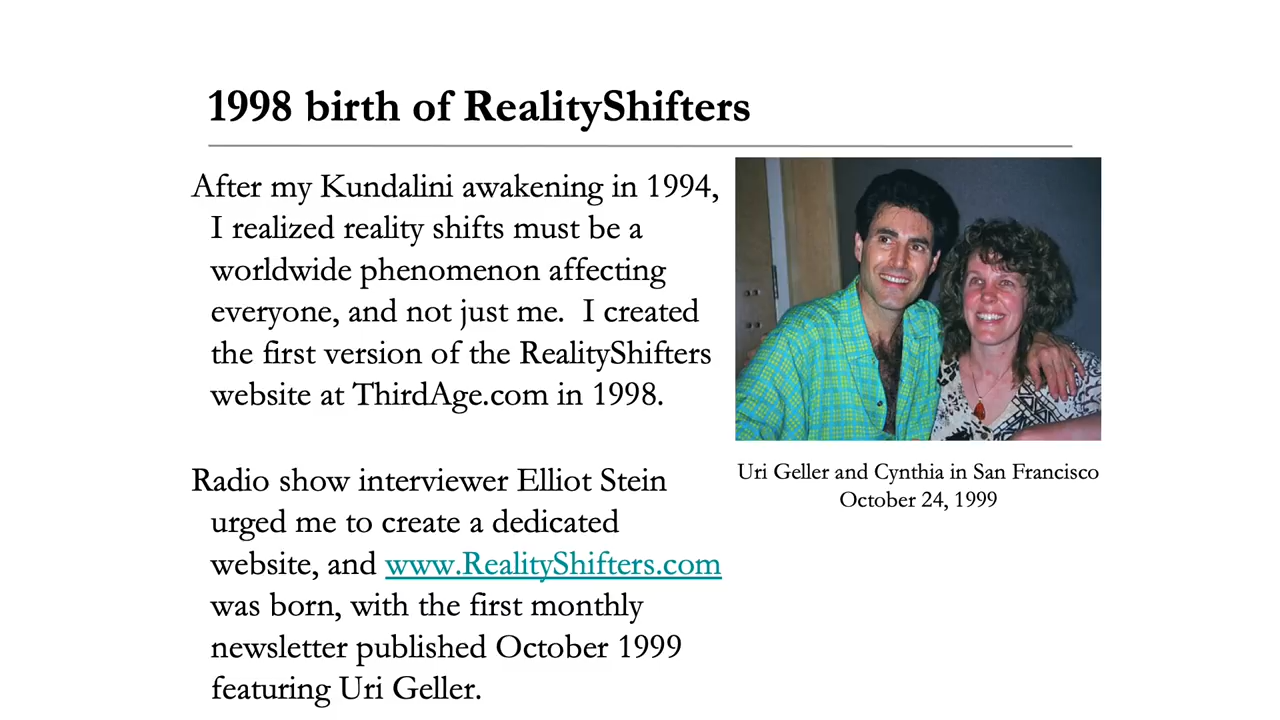 1998 birth of RealityShifters
After my Kundalini awakening in 1994,
I realized reality shifts must be a
worldwide phenomenon affecting
everyone, and not just me.  I created
the first version of the RealityShifters
website at ThirdAge.com in 1998.
Radio show interviewer Elliot Stein
urged me to create a dedicated
website, and www.RealityShifters.com
was born, with the first monthly
newsletter published October 1999
featuring Uri Geller.
Uri Geller and Cynthia in San Francisco
October 24, 1999